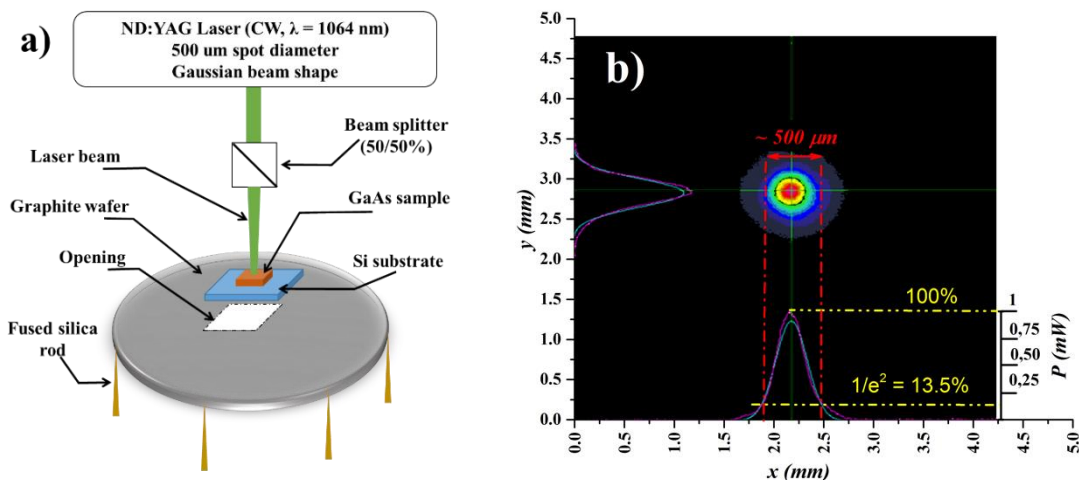 a)
ND:YAG Laser (CW, λ = 1064 nm)
500 um spot diameter
Gaussian beam shape
Beam splitter
(50/50%)
Laser beam
GaAs sample
Graphite wafer
Opening
Si substrate
Fused silica
rod
b)
5.0
4.5
4.0
3.5
3.0
2.5
2.0
1.5
1.0
0.5
0.0
y (mm)
~ 500 μm
100%
1/e² = 13.5%
1
0,75
0,50
0,25
P (mW)
0.0
0.5
1.0
1.5
2.0
2.5
3.0
3.5
4.0
4.5
5.0
x (mm)